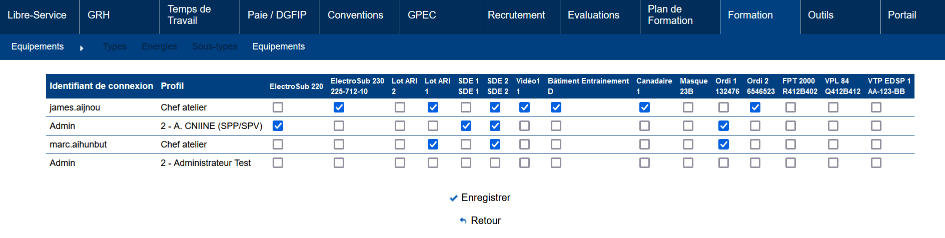 Libre-Service GRH Temps de Travail Paie / DGFIP Conventions GPEC Recrutement Evaluations Plan de Formation Formation Outils Portail
Equipements Types Energies Sous-types Equipements
Identifiant de connexion Profil ElectroSub 220 ElectroSub 230 225-712-10 Lot ARI 2 Lot ARI 1 SDE 1 SDE 1 SDE 2 SDE 2 Vidéo1 1 Bâtiment Entrainement D Canadaire 1 Masque 23B Ordi 1 132476 Ordi 2 6546523 FPT 2000 R412B402 VPL 84 Q412B412 VTP EDSP 1 AA-123-BB
james.aijnou Chef atelier
Admin 2 - A. CNIINE (SPP/SPV)
marc.aihunbut Chef atelier
Admin 2 - Administrateur Test
Enregistrer
Retour